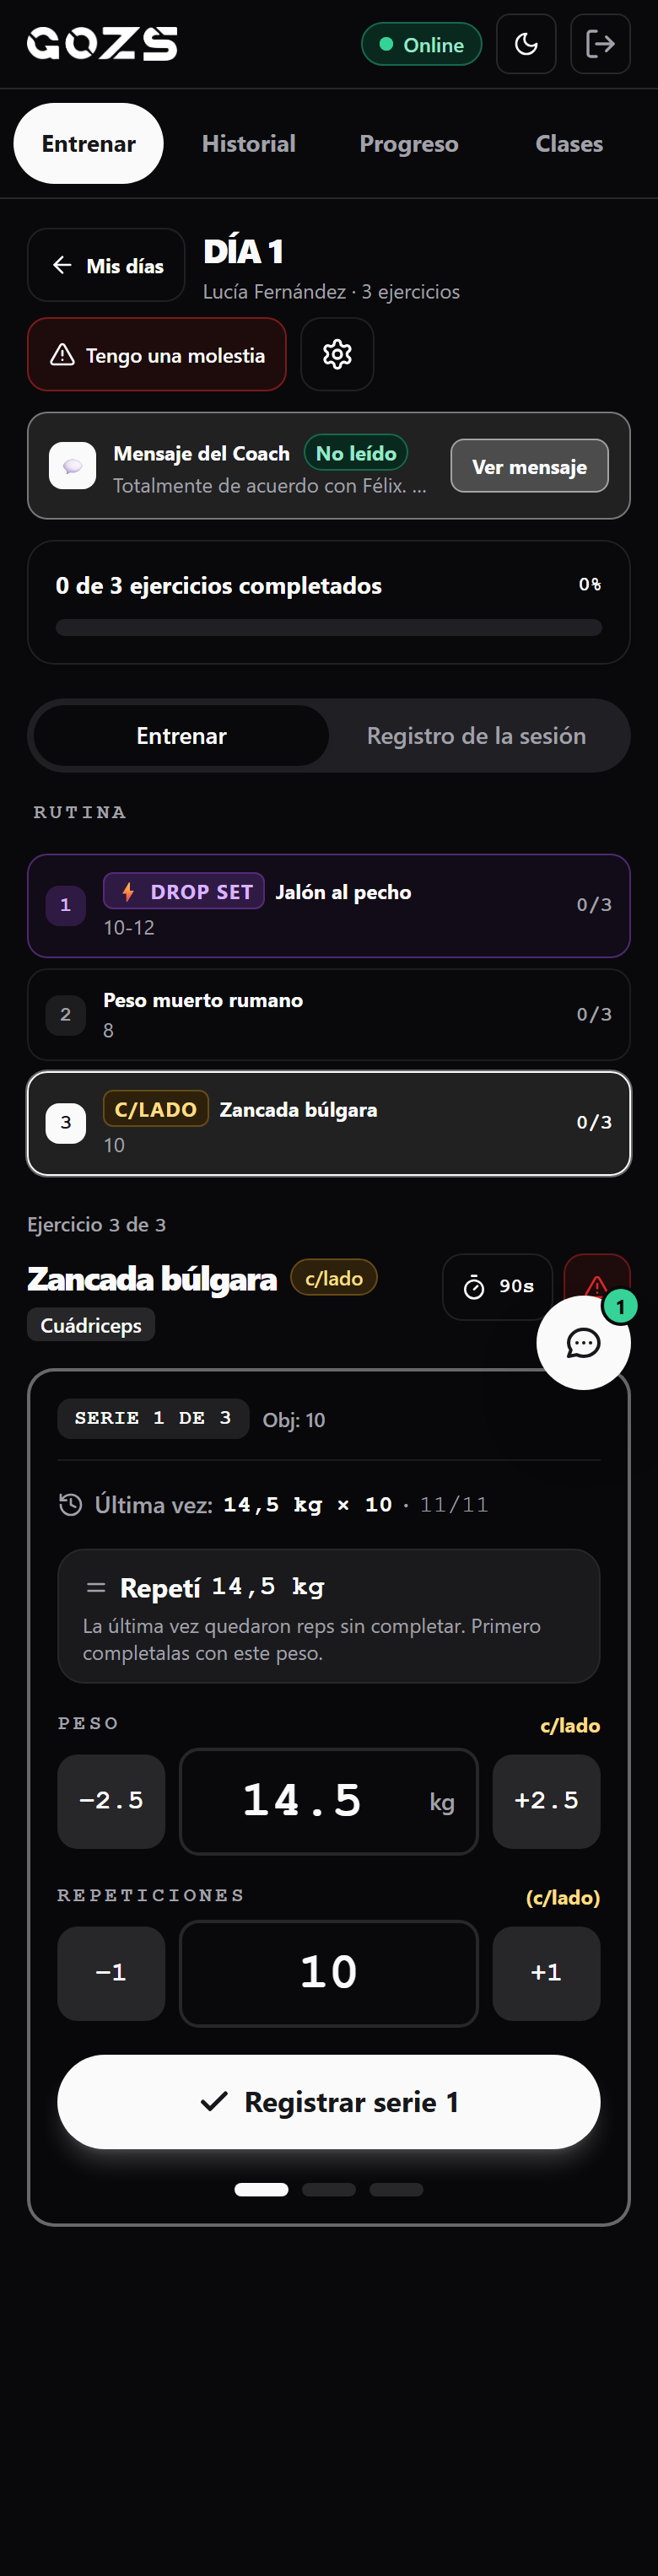 GOZS
Online
Entrenar Historial Progreso Clases
Mis días
DÍA 1
Lucía Fernández · 3 ejercicios
Tengo una molestia
Mensaje del Coach No leído
Totalmente de acuerdo con Félix. ...
Ver mensaje
0 de 3 ejercicios completados 0%
Entrenar Registro de la sesión
RUTINA
1 DROP SET Jalón al pecho 0/3
10-12
2 Peso muerto rumano 0/3
8
3 C/LADO Zancada búlgara 0/3
10
Ejercicio 3 de 3
Zancada búlgara c/lado 90s
1
Cuádriceps
SERIE 1 DE 3 Obj: 10
Última vez: 14,5 kg × 10 · 11/11
= Repetí 14,5 kg
La última vez quedaron reps sin completar. Primero
completalas con este peso.
PESO c/lado
−2.5 14.5 kg +2.5
REPETICIONES (c/lado)
−1 10 +1
Registrar serie 1